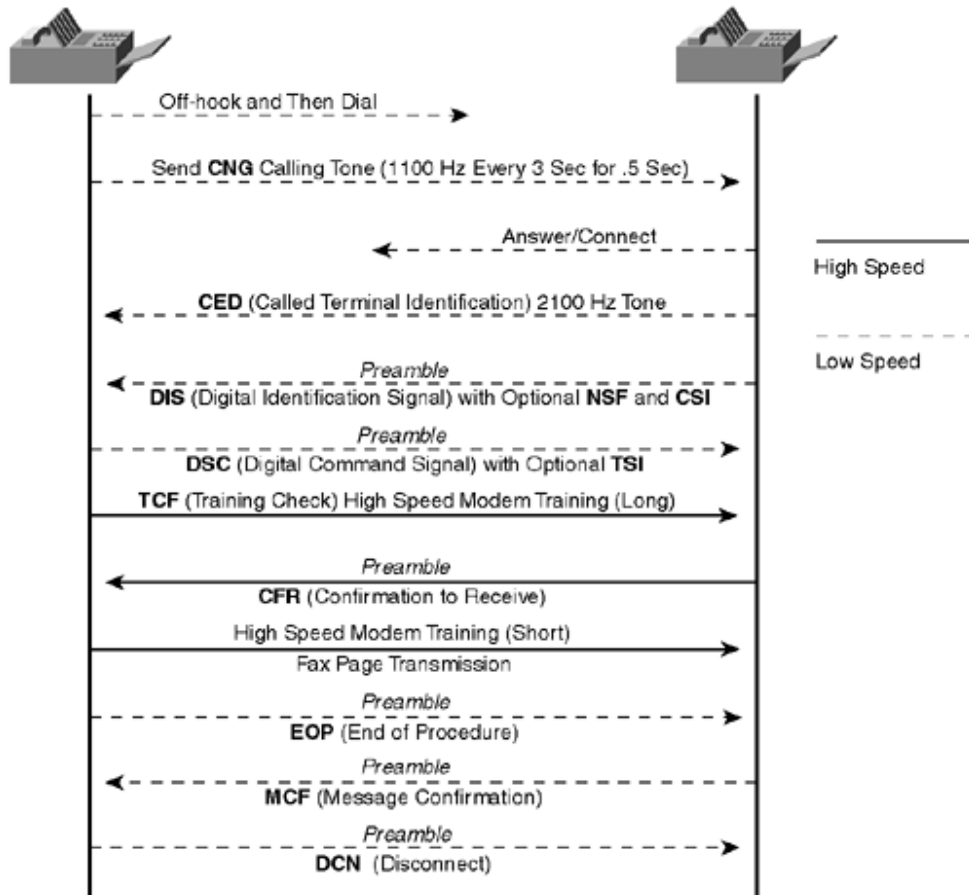 Off-hook and Then Dial
Send CNG Calling Tone (1100 Hz Every 3 Sec for .5 Sec)
Answer/Connect
High Speed
CED (Called Terminal Identification) 2100 Hz Tone
Low Speed
Preamble
DIS (Digital Identification Signal) with Optional NSF and CSI
Preamble
DSC (Digital Command Signal) with Optional TSI
TCF (Training Check) High Speed Modem Training (Long)
Preamble
CFR (Confirmation to Receive)
High Speed Modem Training (Short)
Fax Page Transmission
Preamble
EOP (End of Procedure)
Preamble
MCF (Message Confirmation)
Preamble
DCN (Disconnect)